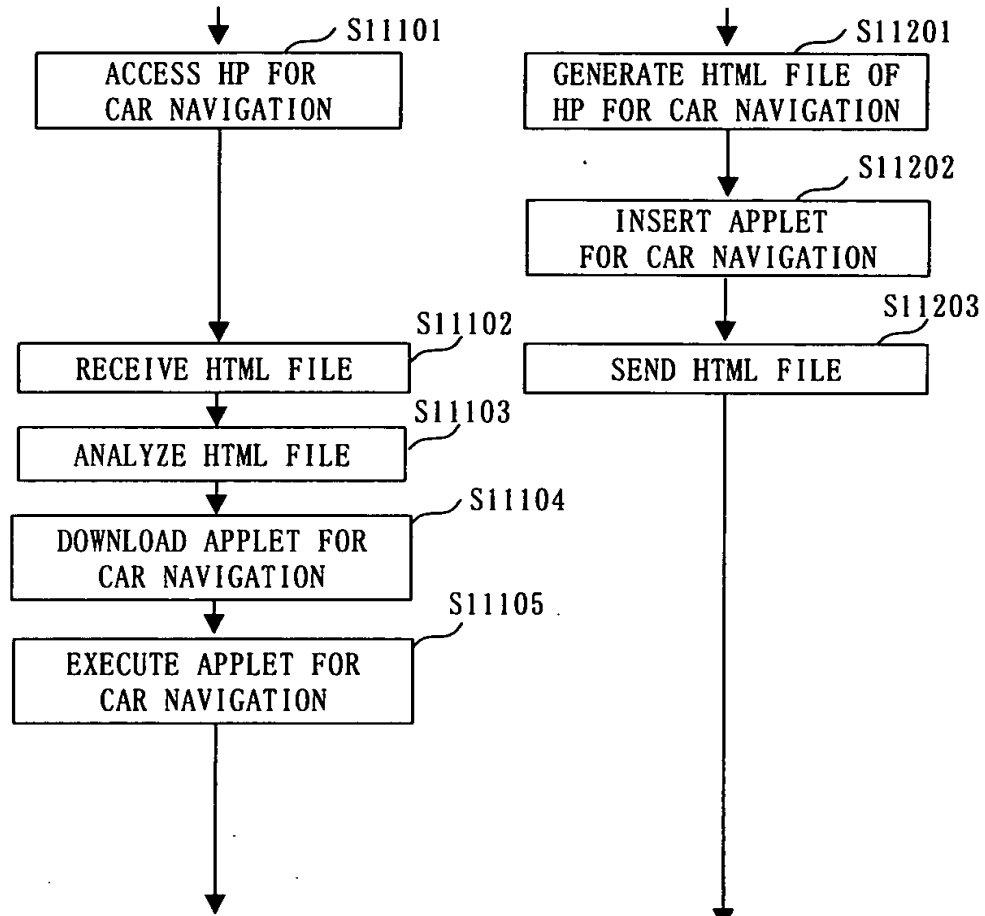 S11101
ACCESS HP FOR
CAR NAVIGATION
S11102
RECEIVE HTML FILE
S11103
ANALYZE HTML FILE
S11104
DOWNLOAD APPLET FOR
CAR NAVIGATION
S11105
EXECUTE APPLET FOR
CAR NAVIGATION
S11201
GENERATE HTML FILE OF
HP FOR CAR NAVIGATION
S11202
INSERT APPLET
FOR CAR NAVIGATION
S11203
SEND HTML FILE